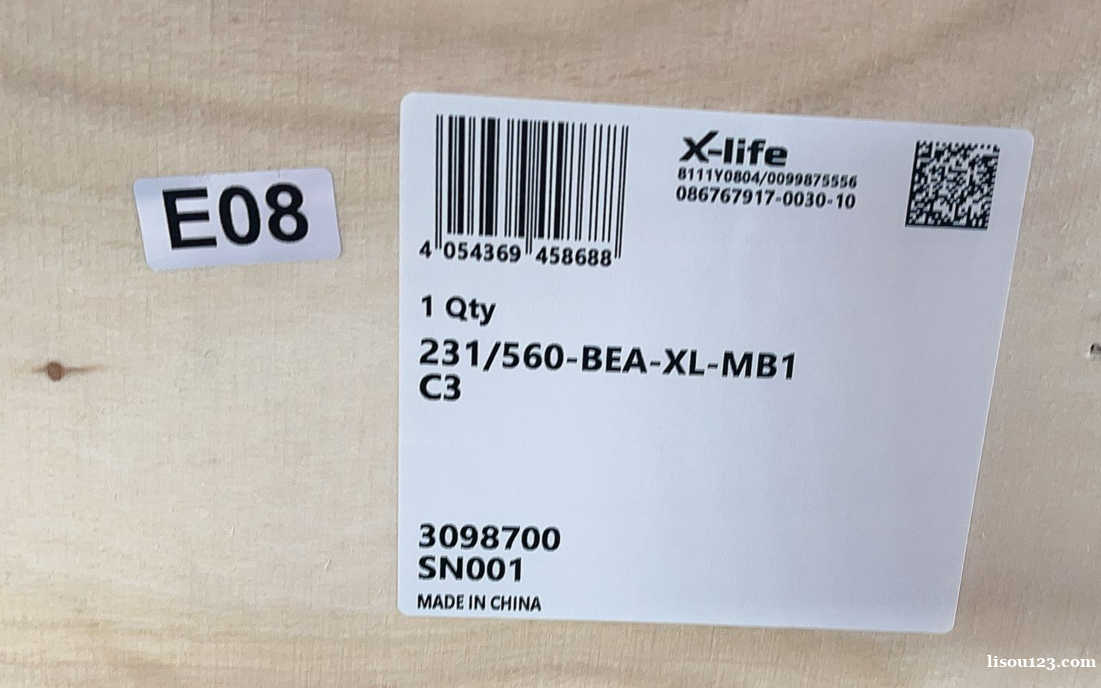 E08
X-life
8111Y0804/0099875556
086767917-0030-10
4 054369 458688
1 Qty
231/560-BEA-XL-MB1
C3
3098700
SN001
MADE IN CHINA
lisou123.com